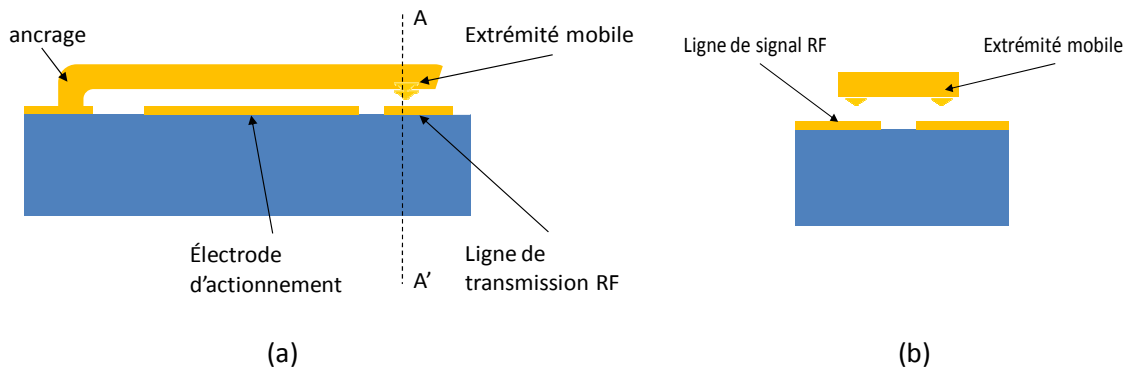 ancrage
A
Extrémité mobile
Électrode
d'actionnement
A'
Ligne de
transmission RF
(a)
Ligne de signal RF
Extrémité mobile
(b)